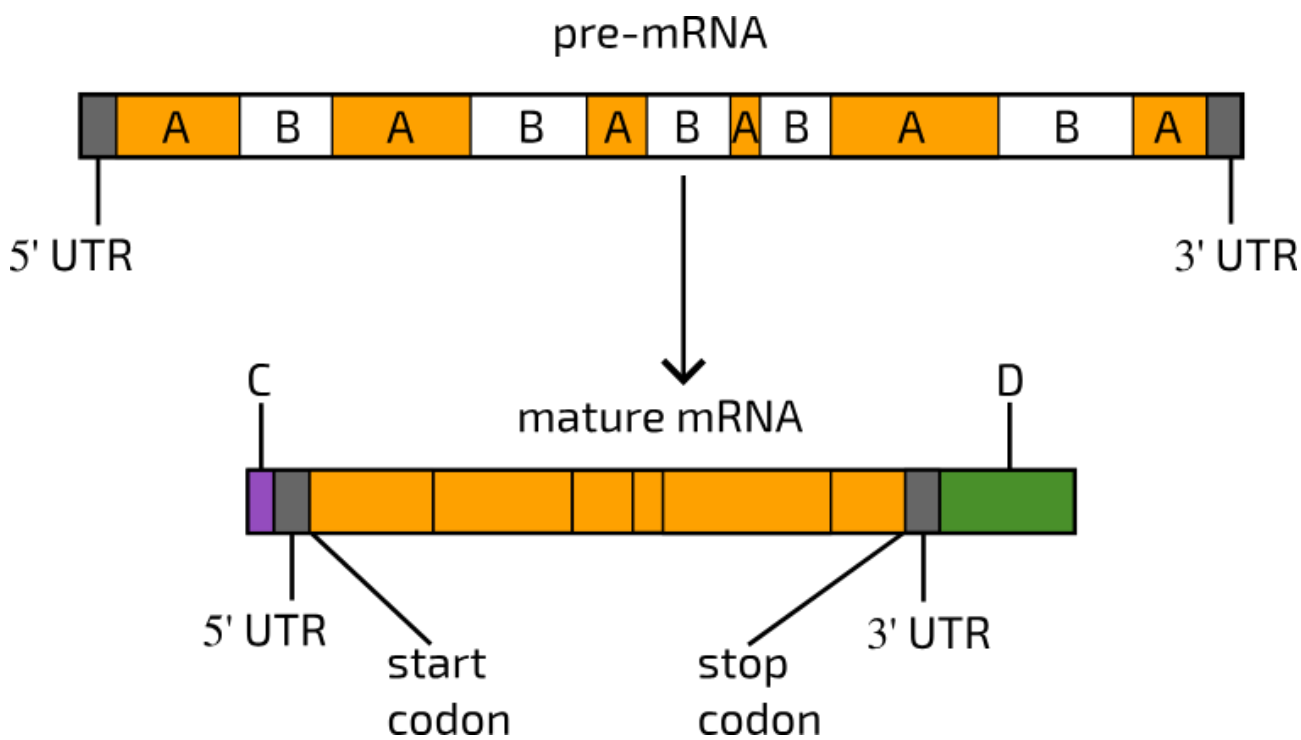 pre-mRNA
A B A B A B A B A B A
5' UTR 3' UTR
C D
mature mRNA
5' UTR 3' UTR
start stop
codon codon